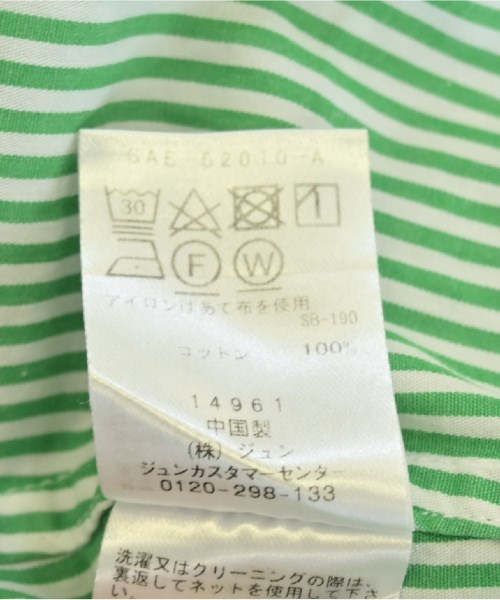 6AE-62010-A
30
F W
アイロンはあて布を使用
SB-190
コットン 100%
14961
中国製
(株) ジュン
ジュンカスタマーセンター
0120-298-133
洗濯又はクリーニングの際は、
裏返してネットを使用して下さ
い。